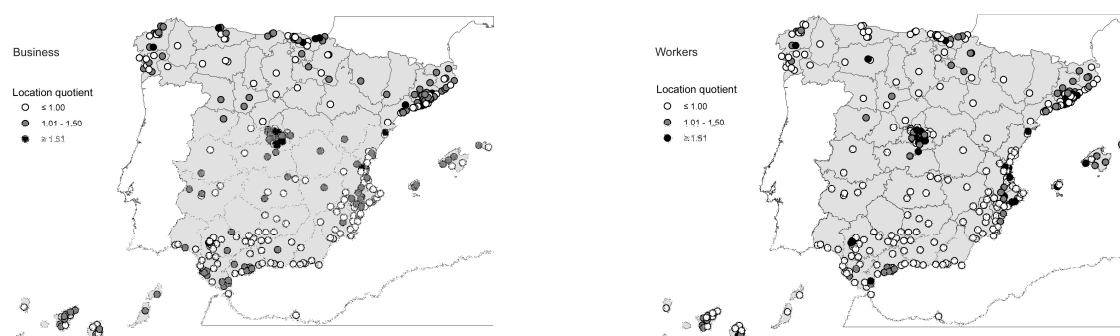 Business
Location quotient
≤ 1.00
1.01 - 1.50
≥ 1.51
Workers
Location quotient
≤ 1.00
1.01 - 1.50
≥ 1.51